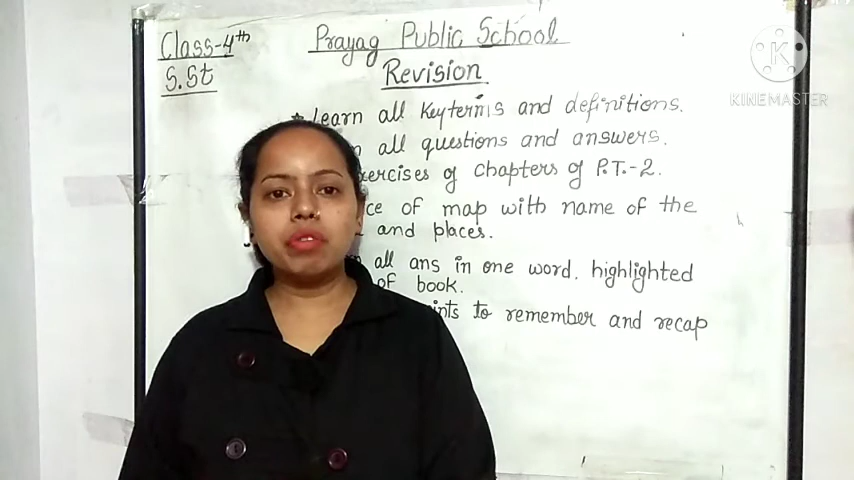 Class-4th
Prayag Public School
S.St
Revision
* Learn all Keyterms and definitions.
all questions and answers.
exercises of Chapters of P.T.-2.
of map with name of the
and places.
all ans in one word. highlighted
of book.
to remember and recap
K
KINEMASTER